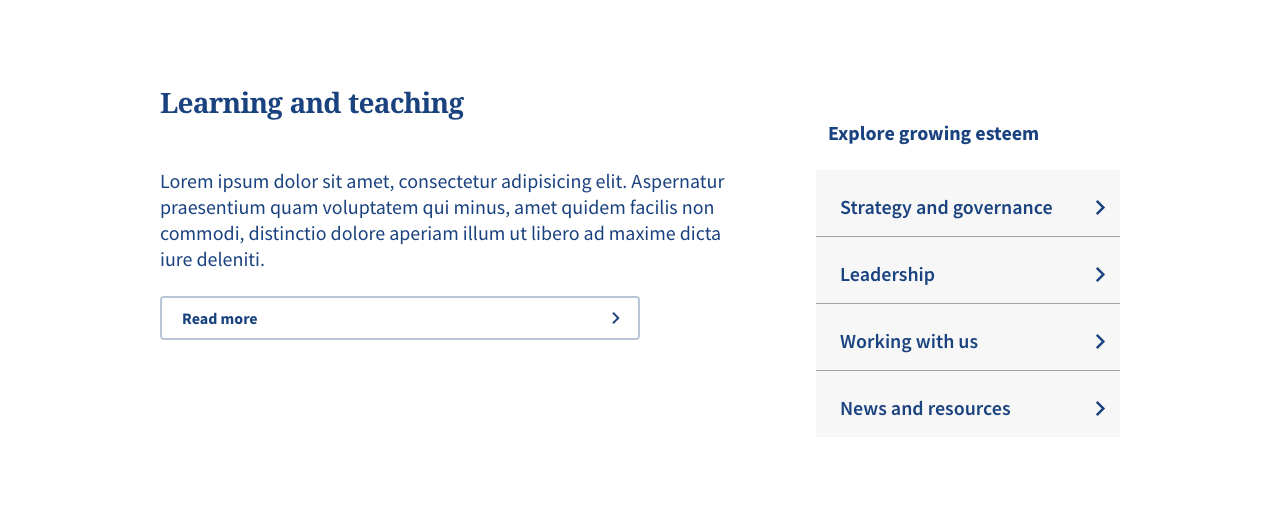 Learning and teaching
Lorem ipsum dolor sit amet, consectetur adipisicing elit. Aspernatur
praesentium quam voluptatem qui minus, amet quidem facilis non
commodi, distinctio dolore aperiam illum ut libero ad maxime dicta
iure deleniti.
Read more
Explore growing esteem
Strategy and governance
Leadership
Working with us
News and resources